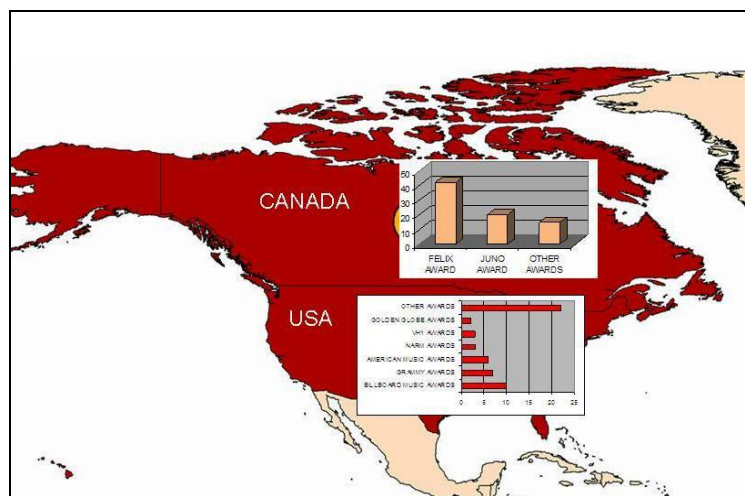 CANADA
50
40
30
20
10
0
FELIX AWARD
JUNO AWARD
OTHER AWARDS
USA
OTHER AWARDS
GOLDEN GLOBE AWARDS
VH1 AWARDS
NARM AWARDS
AMERICAN MUSIC AWARDS
GRAMMY AWARDS
BILLBOARD MUSIC AWARDS
0 5 10 15 20 25